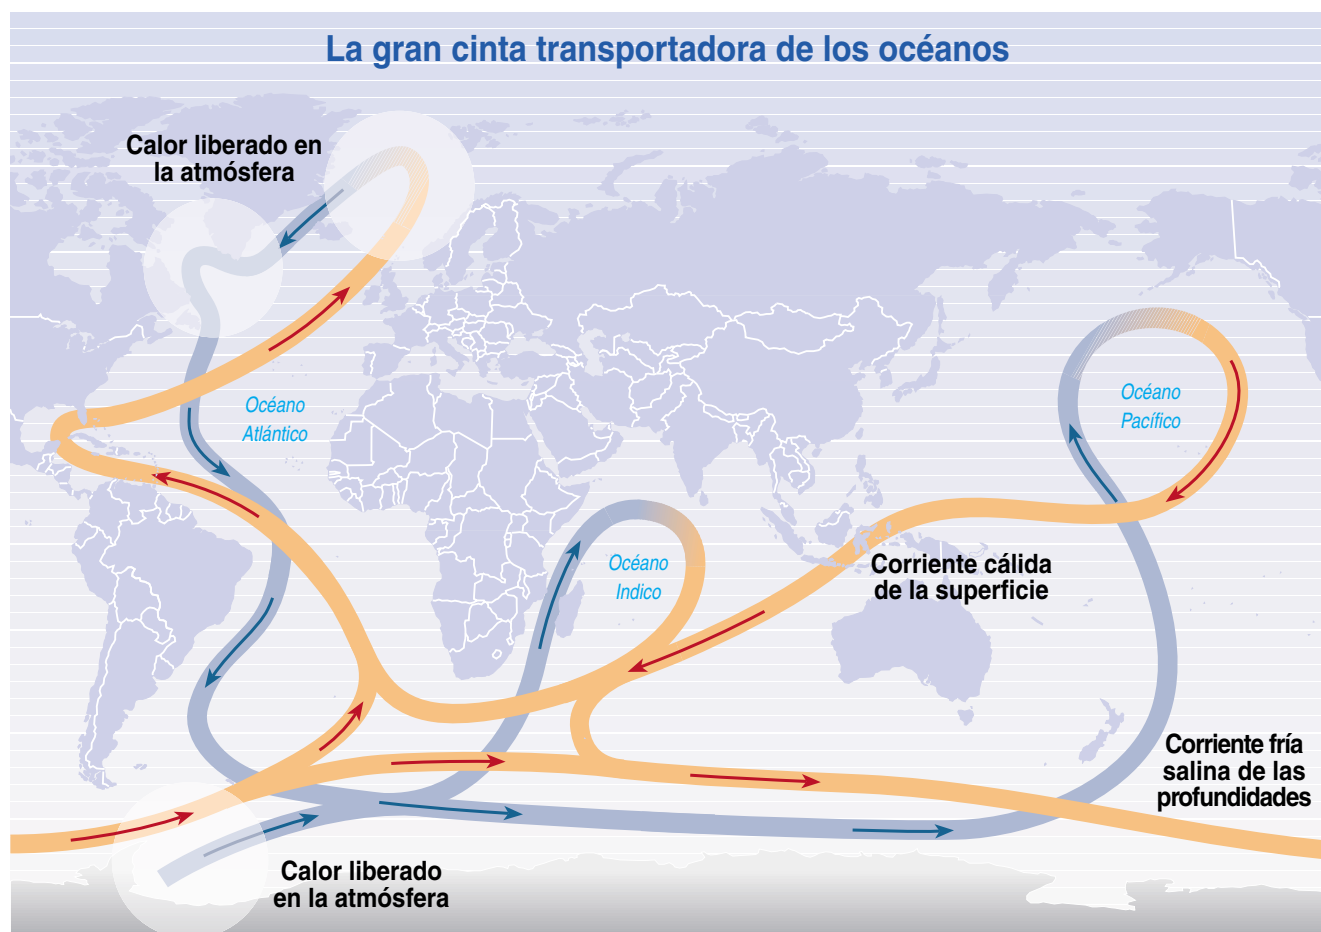 La gran cinta transportadora de los océanos
Calor liberado en
la atmósfera
Océano
Atlántico
Océano
Pacífico
Océano
Indico
Corriente cálida
de la superficie
Corriente fría
salina de las
profundidades
Calor liberado
en la atmósfera